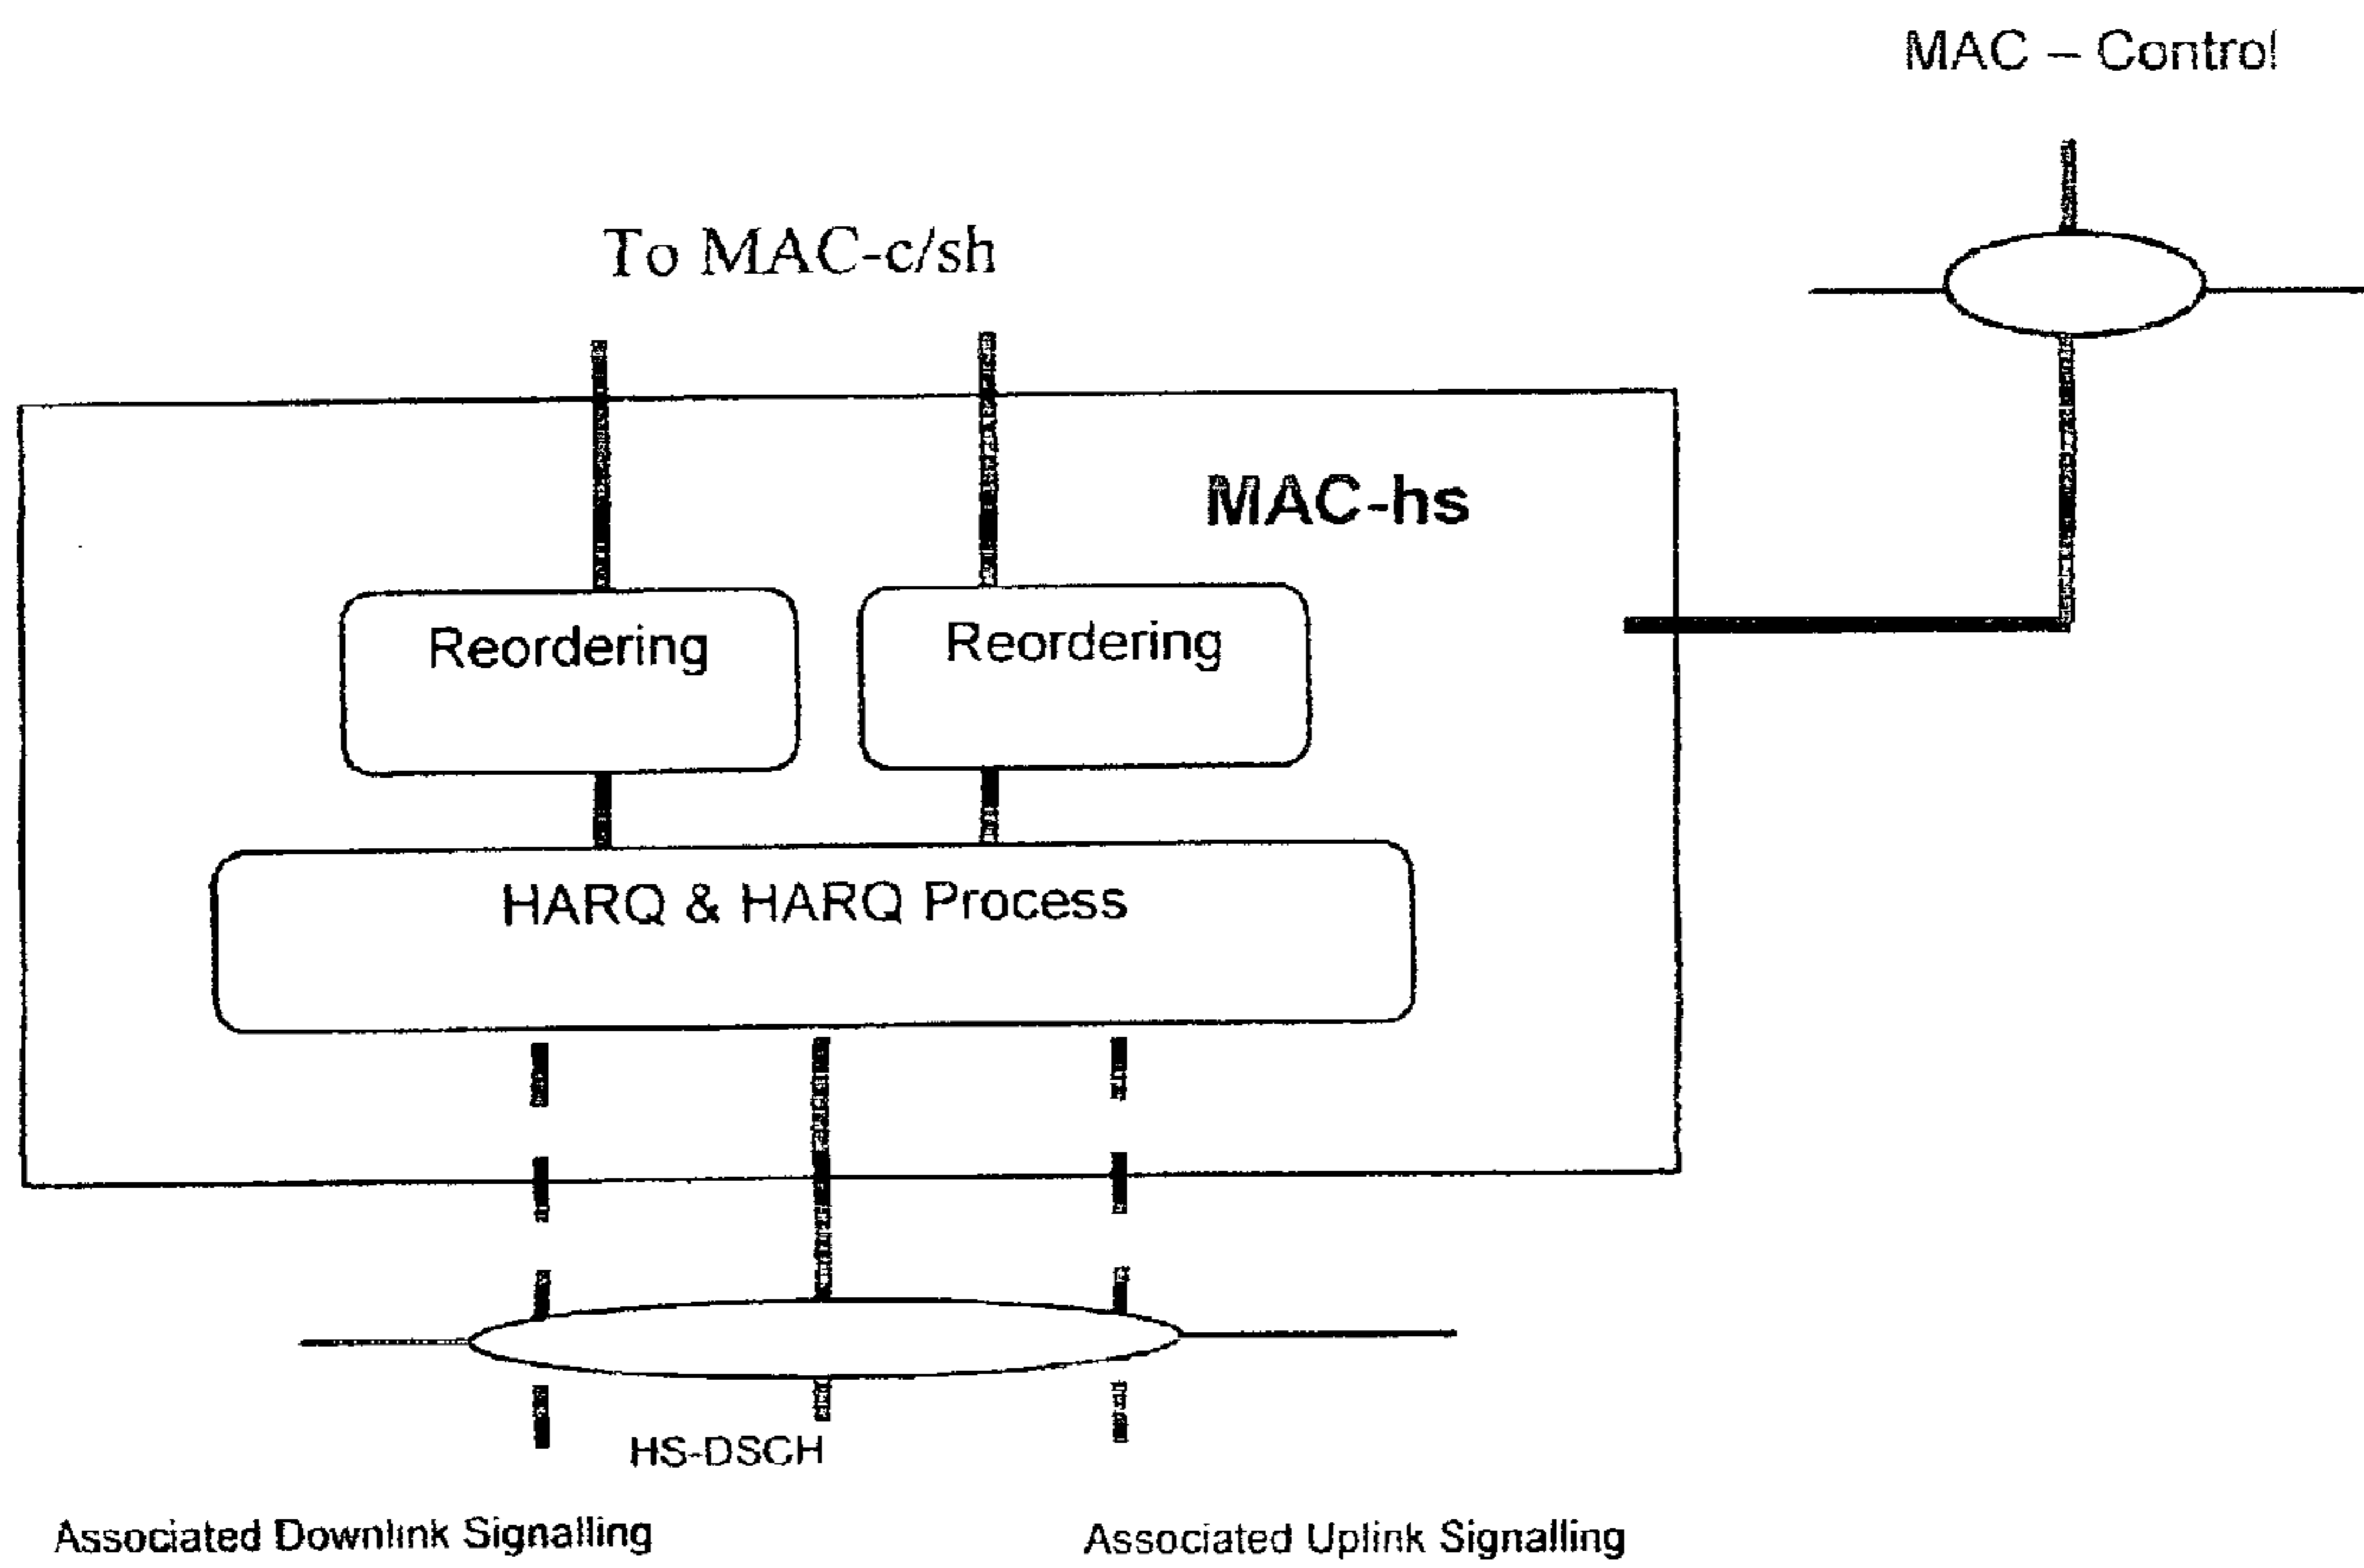 MAC – Control
To MAC-c/sh
MAC-hs
Reordering
Reordering
HARQ & HARQ Process
HS-DSCH
Associated Downlink Signalling
Associated Uplink Signalling